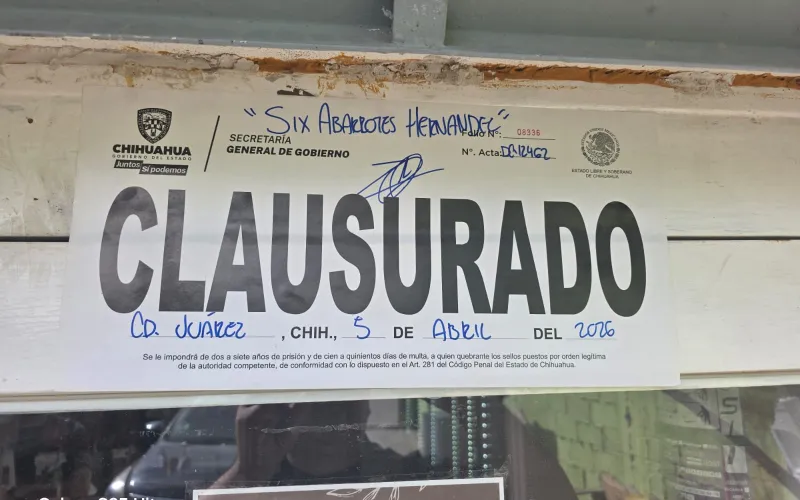 "SIX ABARROTES HERNANDEZ"
CHIHUAHUA
GOBIERNO DEL ESTADO
Juntos Sí podemos
SECRETARÍA
GENERAL DE GOBIERNO
Folio Nº: 08336
Nº. Acta: DC12462
ESTADO LIBRE Y SOBERANO
DE CHIHUAHUA
CLAUSURADO
CD. JUÁREZ, CHIH., 5 DE ABRIL DEL 2026
Se le impondrá de dos a siete años de prisión y de cien a quinientos días de multa, a quien quebrante los sellos puestos por orden legítima
de la autoridad competente, de conformidad con lo dispuesto en el Art. 281 del Código Penal del Estado de Chihuahua.